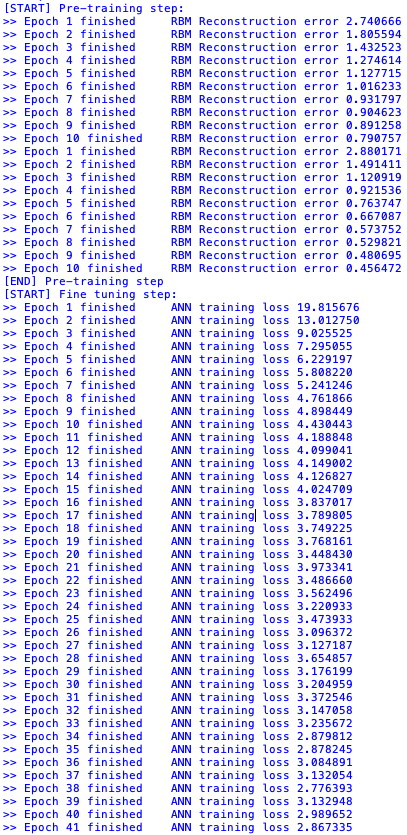 [START] Pre-training step:
>> Epoch 1 finished     RBM Reconstruction error 2.740666
>> Epoch 2 finished     RBM Reconstruction error 1.805594
>> Epoch 3 finished     RBM Reconstruction error 1.432523
>> Epoch 4 finished     RBM Reconstruction error 1.274614
>> Epoch 5 finished     RBM Reconstruction error 1.127715
>> Epoch 6 finished     RBM Reconstruction error 1.016233
>> Epoch 7 finished     RBM Reconstruction error 0.931797
>> Epoch 8 finished     RBM Reconstruction error 0.904623
>> Epoch 9 finished     RBM Reconstruction error 0.891258
>> Epoch 10 finished    RBM Reconstruction error 0.790757
>> Epoch 1 finished     RBM Reconstruction error 2.880171
>> Epoch 2 finished     RBM Reconstruction error 1.491411
>> Epoch 3 finished     RBM Reconstruction error 1.120919
>> Epoch 4 finished     RBM Reconstruction error 0.921536
>> Epoch 5 finished     RBM Reconstruction error 0.763747
>> Epoch 6 finished     RBM Reconstruction error 0.667087
>> Epoch 7 finished     RBM Reconstruction error 0.573752
>> Epoch 8 finished     RBM Reconstruction error 0.529821
>> Epoch 9 finished     RBM Reconstruction error 0.480695
>> Epoch 10 finished    RBM Reconstruction error 0.456472
[END] Pre-training step
[START] Fine tuning step:
>> Epoch 1 finished     ANN training loss 19.815676
>> Epoch 2 finished     ANN training loss 13.012750
>> Epoch 3 finished     ANN training loss 9.025525
>> Epoch 4 finished     ANN training loss 7.295055
>> Epoch 5 finished     ANN training loss 6.229197
>> Epoch 6 finished     ANN training loss 5.808220
>> Epoch 7 finished     ANN training loss 5.241246
>> Epoch 8 finished     ANN training loss 4.761866
>> Epoch 9 finished     ANN training loss 4.898449
>> Epoch 10 finished    ANN training loss 4.430443
>> Epoch 11 finished    ANN training loss 4.188848
>> Epoch 12 finished    ANN training loss 4.099041
>> Epoch 13 finished    ANN training loss 4.149002
>> Epoch 14 finished    ANN training loss 4.126827
>> Epoch 15 finished    ANN training loss 4.024709
>> Epoch 16 finished    ANN training loss 3.837017
>> Epoch 17 finished    ANN training loss 3.789805
>> Epoch 18 finished    ANN training loss 3.749225
>> Epoch 19 finished    ANN training loss 3.768161
>> Epoch 20 finished    ANN training loss 3.448430
>> Epoch 21 finished    ANN training loss 3.973341
>> Epoch 22 finished    ANN training loss 3.486660
>> Epoch 23 finished    ANN training loss 3.562496
>> Epoch 24 finished    ANN training loss 3.220933
>> Epoch 25 finished    ANN training loss 3.473933
>> Epoch 26 finished    ANN training loss 3.096372
>> Epoch 27 finished    ANN training loss 3.127187
>> Epoch 28 finished    ANN training loss 3.654857
>> Epoch 29 finished    ANN training loss 3.176199
>> Epoch 30 finished    ANN training loss 3.204959
>> Epoch 31 finished    ANN training loss 3.372546
>> Epoch 32 finished    ANN training loss 3.147058
>> Epoch 33 finished    ANN training loss 3.235672
>> Epoch 34 finished    ANN training loss 2.879812
>> Epoch 35 finished    ANN training loss 2.878245
>> Epoch 36 finished    ANN training loss 3.084891
>> Epoch 37 finished    ANN training loss 3.132054
>> Epoch 38 finished    ANN training loss 2.776393
>> Epoch 39 finished    ANN training loss 3.132948
>> Epoch 40 finished    ANN training loss 2.989652
>> Epoch 41 finished    ANN training loss 2.867335